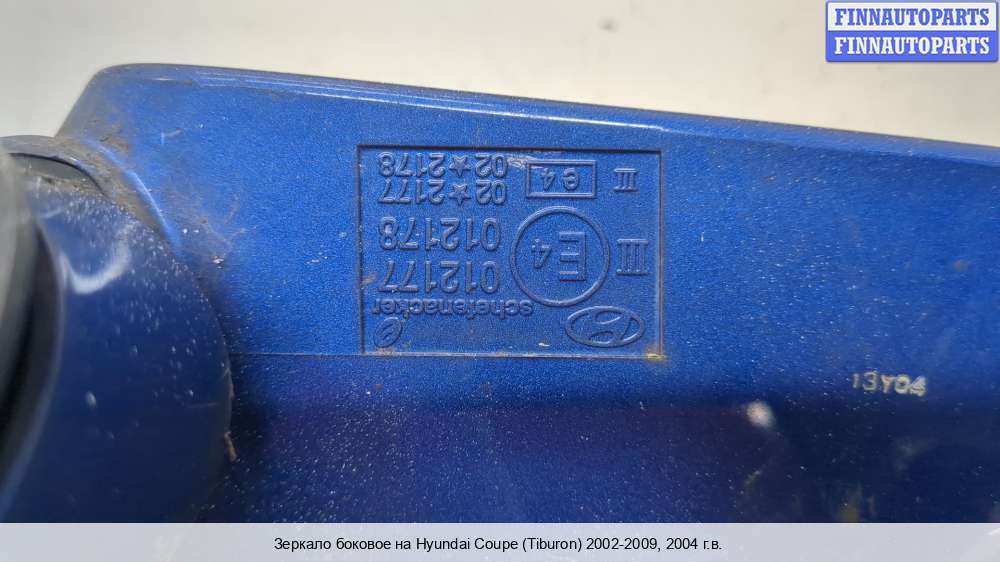 FINNAUTOPARTS
FINNAUTOPARTS
schefenacker
III E4 012177
012178
III e4 02★2177
02★2178
13Y04
Зеркало боковое на Hyundai Coupe (Tiburon) 2002-2009, 2004 г.в.